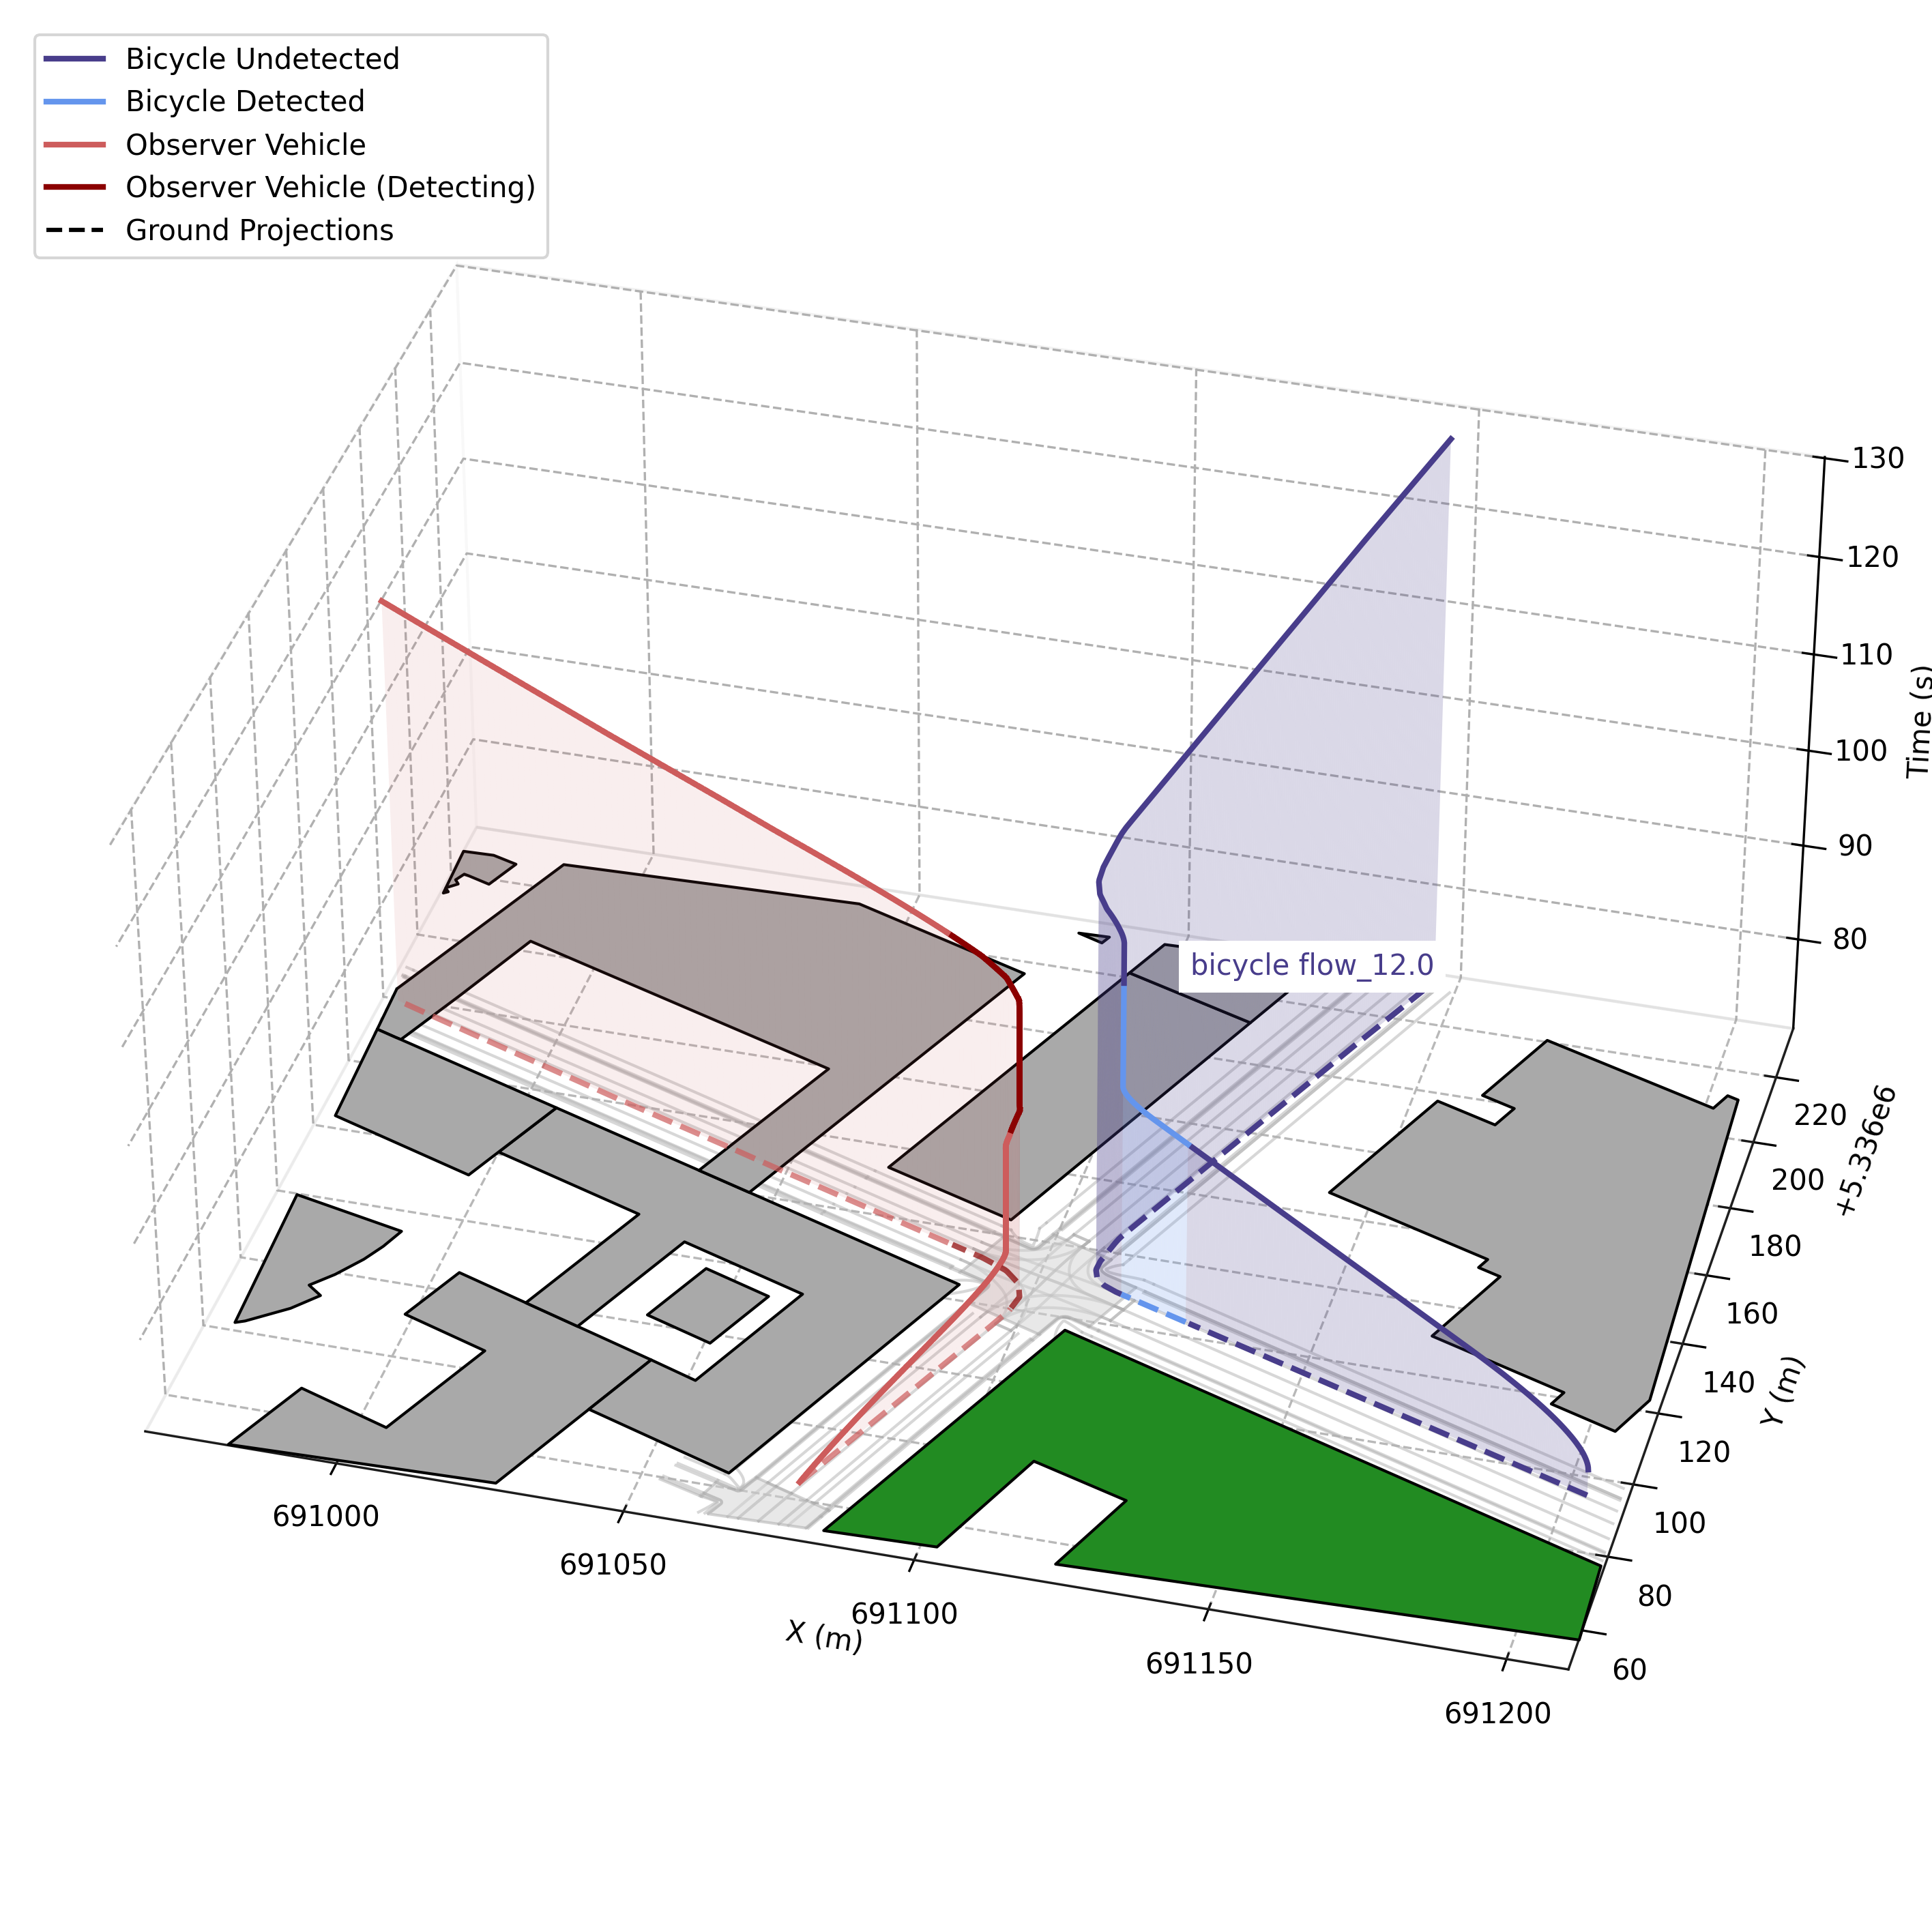 Bicycle Undetected
Bicycle Detected
Observer Vehicle
Observer Vehicle (Detecting)
Ground Projections
130
120
110
100
90
80
Time (s)
bicycle flow_12.0
220
200
180
160
140
120
100
80
60
+5.336e6
Y (m)
691000
691050
691100
691150
691200
X (m)